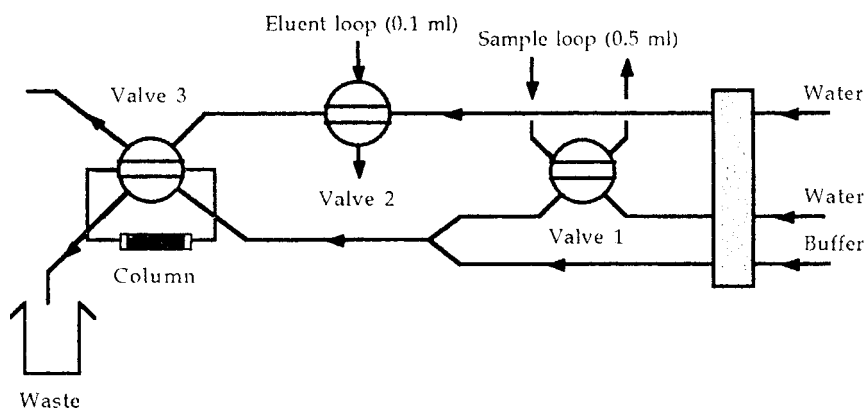 Eluent loop (0.1 ml)
Sample loop (0.5 ml)
Valve 3
Water
Valve 2
Water
Valve 1
Buffer
Column
Waste